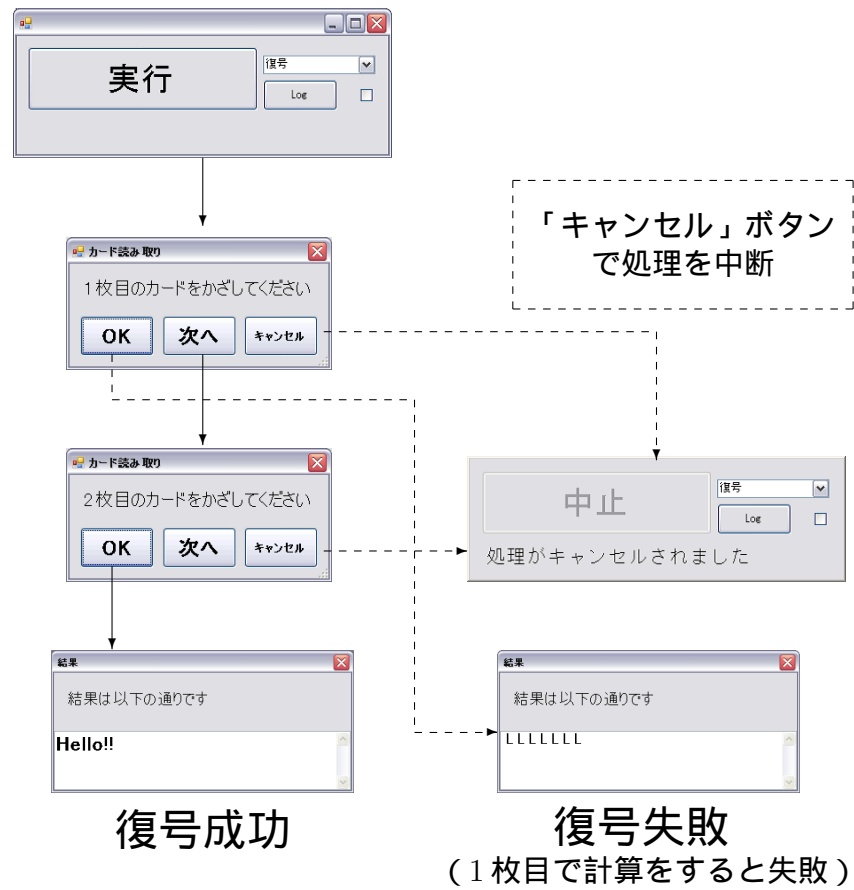 実行
復号
Log
「キャンセル」ボタン
で処理を中断
カード読み取り
1枚目のカードをかざしてください
OK 次へ キャンセル
カード読み取り
2枚目のカードをかざしてください
OK 次へ キャンセル
中止
復号
Log
処理がキャンセルされました
結果
結果は以下の通りです
Hello!!
復号成功
結果
結果は以下の通りです
LLLLLLL
復号失敗
(1枚目で計算をすると失敗)